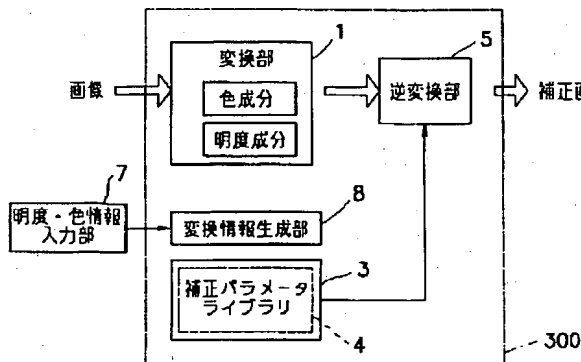 1
変換部
色成分
明度成分
5
逆変換部
画像
補正画
7
明度・色情報
入力部
8
変換情報生成部
3
補正パラメータ
ライブラリ
4
300